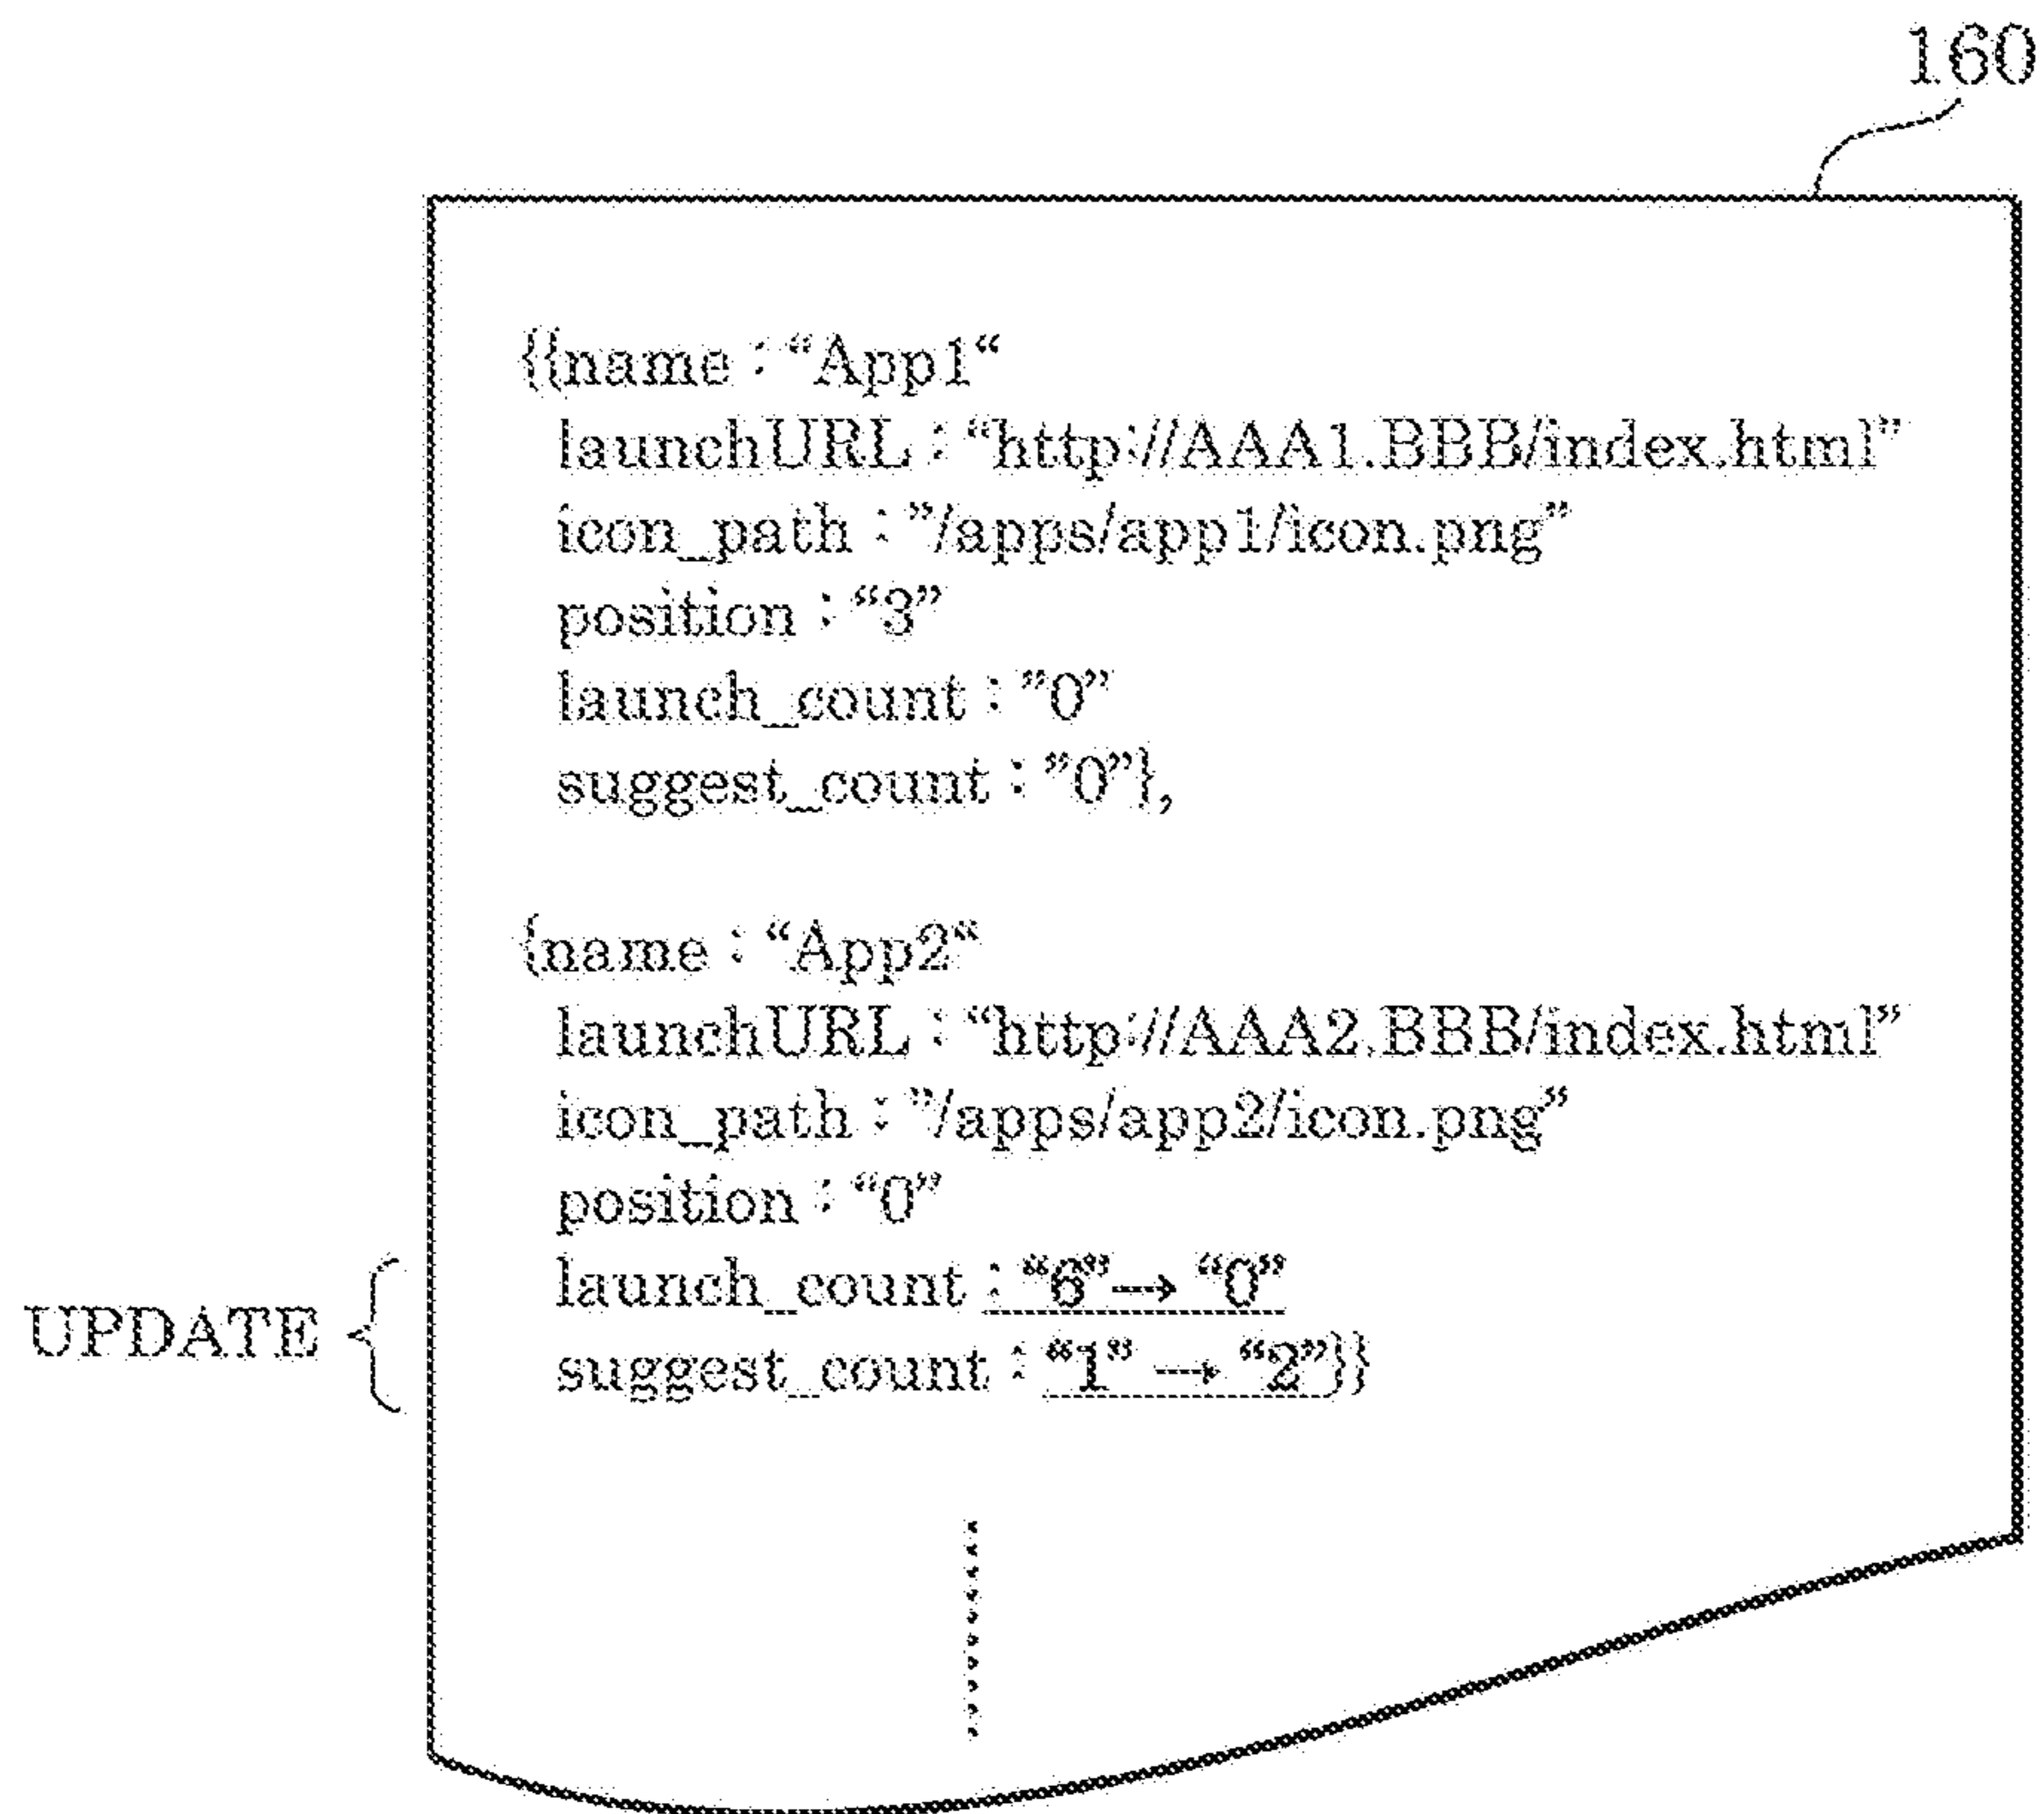 160
{{name : “App1“
launchURL : “http://AAA1.BBB/index.html”
icon_path : ”/apps/app1/icon.png”
position : “3”
launch_count : ”0”
suggest_count : ”0”},
{name : “App2“
launchURL : “http://AAA2.BBB/index.html”
icon_path : ”/apps/app2/icon.png”
position : “0”
launch_count : “6”→ “0”
UPDATE
suggest_count : “1” → “2”}}